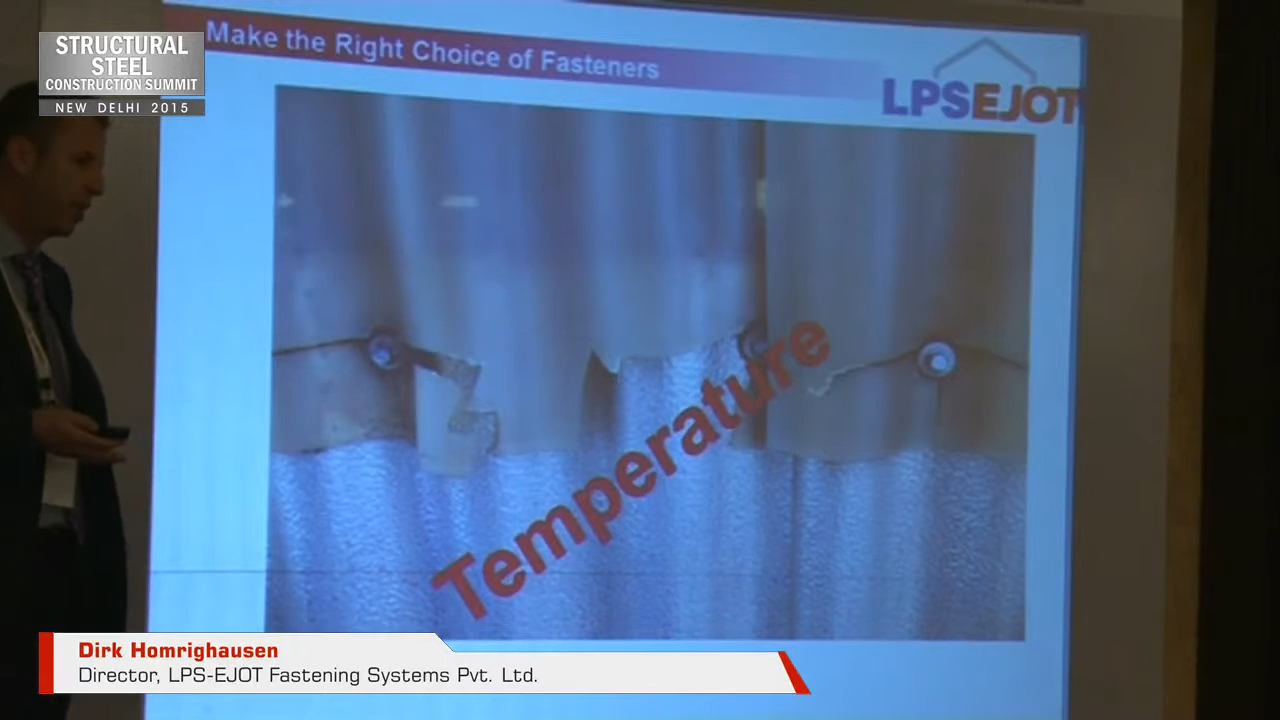 STRUCTURAL
STEEL
CONSTRUCTION SUMMIT
NEW DELHI 2015
Make the Right Choice of Fasteners
LPSEJOT
Temperature
Dirk Homrighausen
Director, LPS-EJOT Fastening Systems Pvt. Ltd.